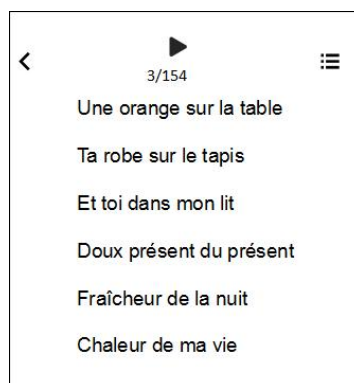 3/154
Une orange sur la table
Ta robe sur le tapis
Et toi dans mon lit
Doux présent du présent
Fraîcheur de la nuit
Chaleur de ma vie